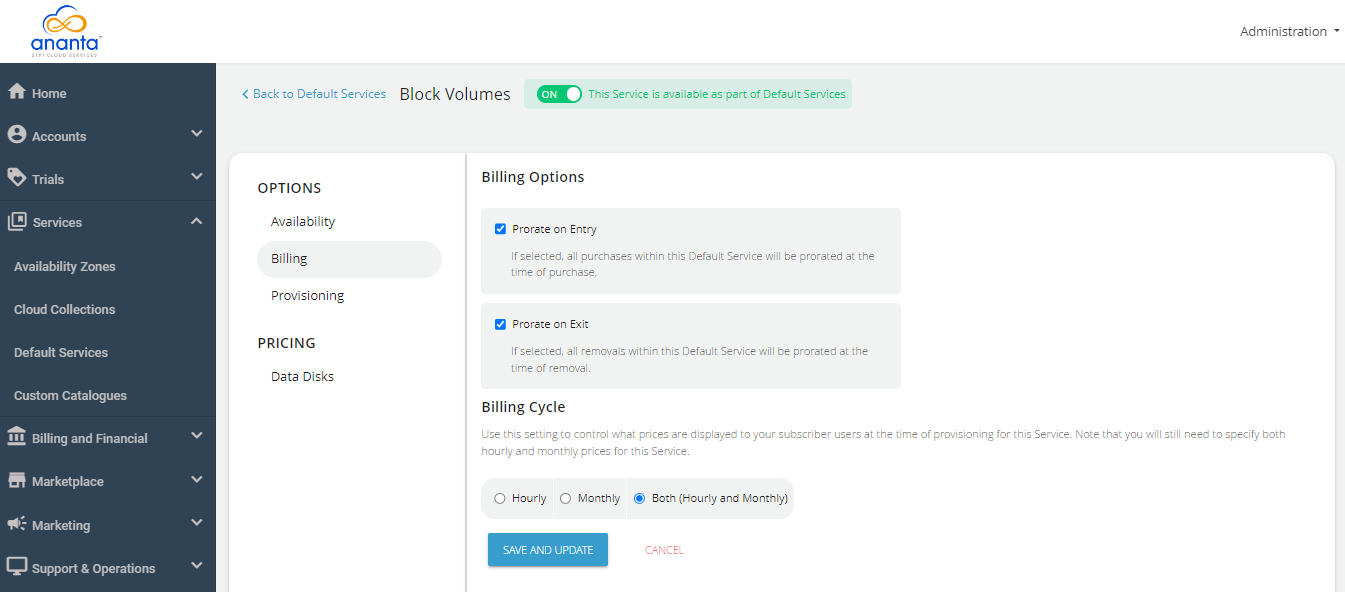 ananta
STPI CLOUD SERVICES
Administration
Home
Accounts
Trials
Services
Availability Zones
Cloud Collections
Default Services
Custom Catalogues
Billing and Financial
Marketplace
Marketing
Support & Operations
Back to Default Services
Block Volumes
ON
This Service is available as part of Default Services
OPTIONS
Availability
Billing
Provisioning
PRICING
Data Disks
Billing Options
Prorate on Entry
If selected, all purchases within this Default Service will be prorated at the
time of purchase.
Prorate on Exit
If selected, all removals within this Default Service will be prorated at the
time of removal.
Billing Cycle
Use this setting to control what prices are displayed to your subscriber users at the time of provisioning for this Service. Note that you will still need to specify both
hourly and monthly prices for this Service.
Hourly
Monthly
Both (Hourly and Monthly)
SAVE AND UPDATE
CANCEL